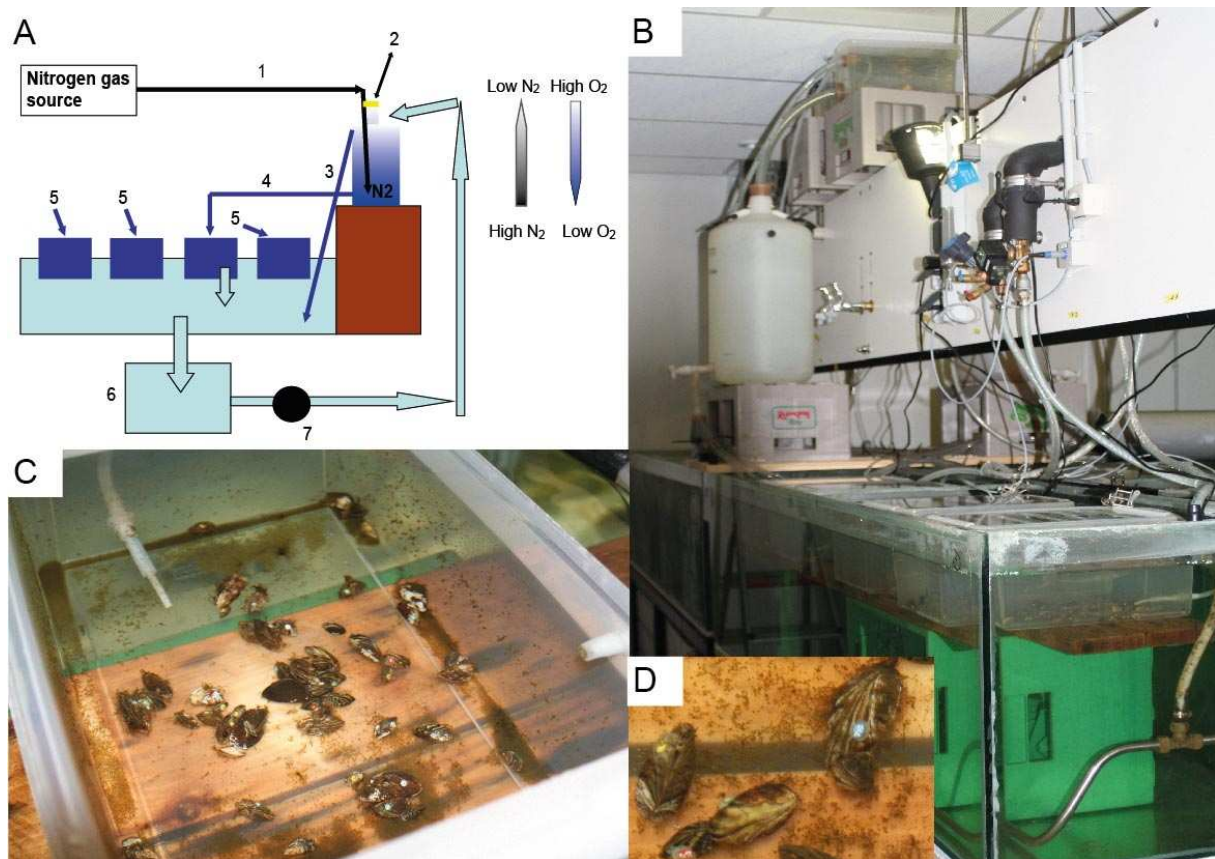 A
Nitrogen gas
source
1
2
Low N₂
High O₂
3
4
N2
5
5
5
High N₂
Low O₂
6
7
B
C
D